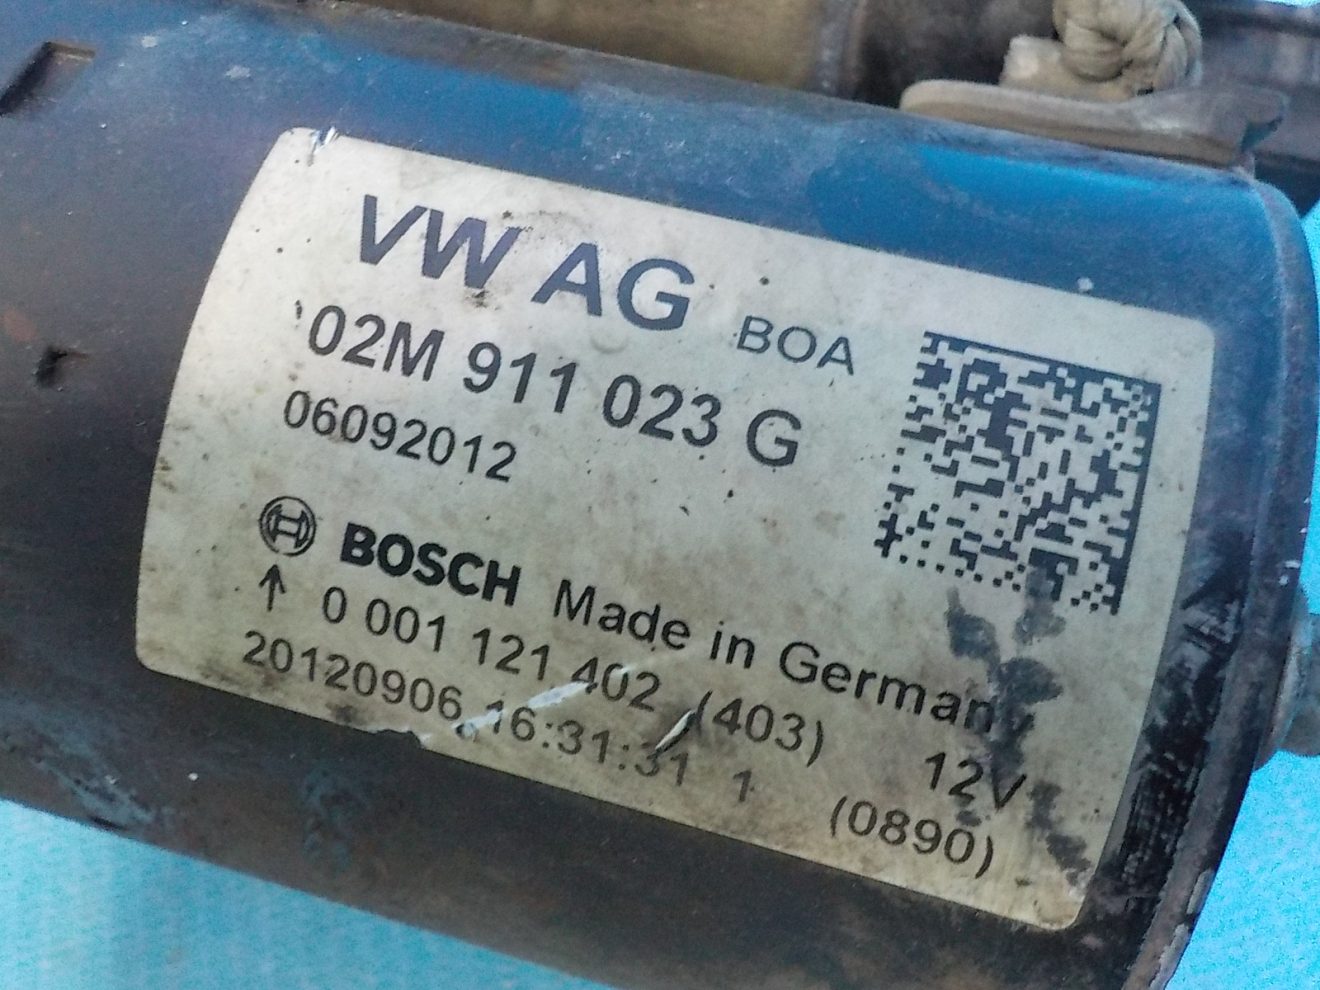 VW AG BOA
02M 911 023 G
06092012
BOSCH Made in Germany
↑ 0 001 121 402 (403) 12V
20120906 16:31:31 1 (0890)